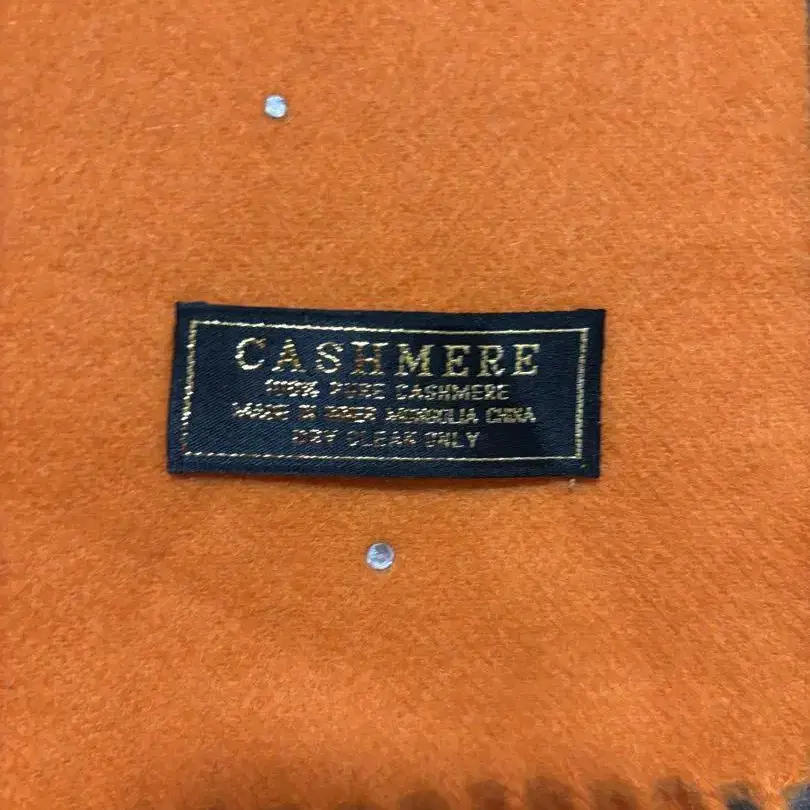 CASHMERE
100% PURE CASHMERE
MADE IN INNER MONGOLIA CHINA
DRY CLEAN ONLY